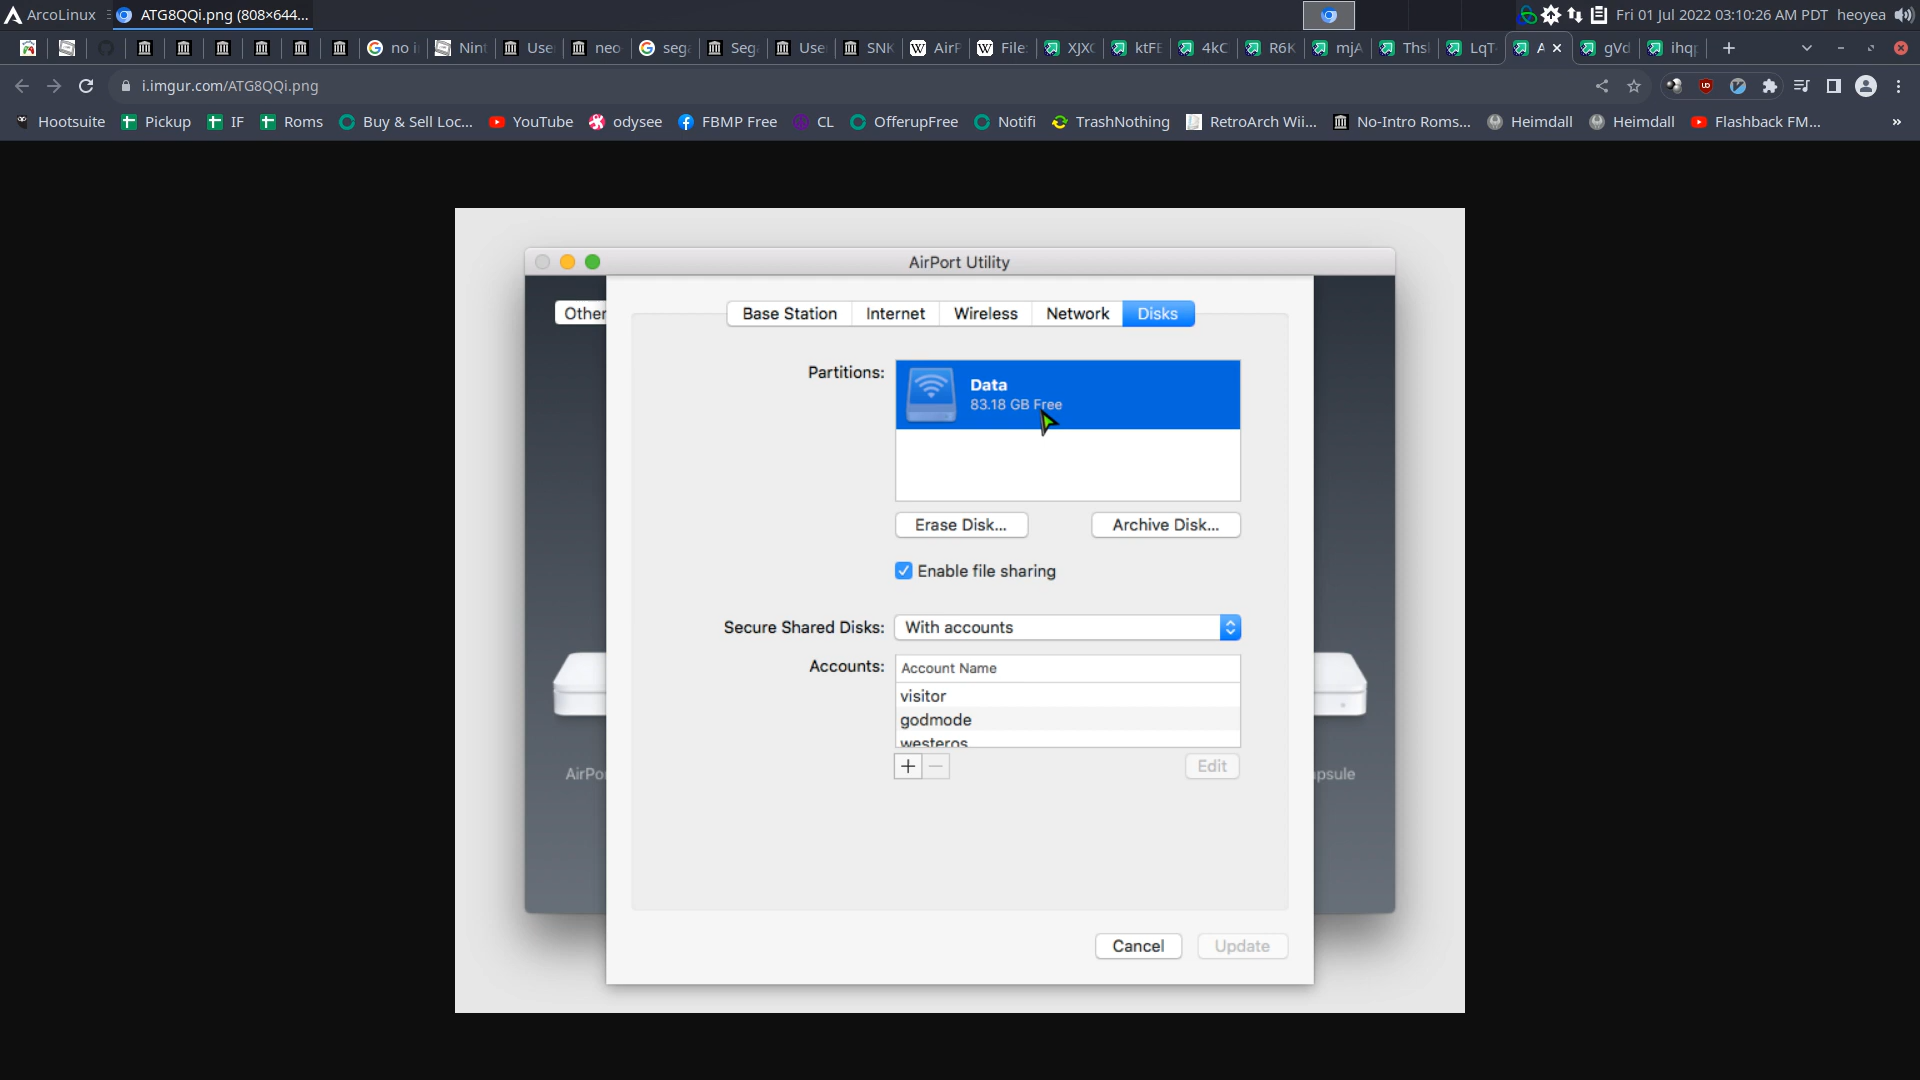 ArcoLinux ATG8QQi.png (808×644... Fri 01 Jul 2022 03:10:26 AM PDT heoyea
no i Nint Use neo sega Seg Use SNK AirP File: XJX ktFE 4kC R6K mjA Ths LqT A gVd ihq
i.imgur.com/ATG8QQi.png
Hootsuite Pickup IF Roms Buy & Sell Loc... YouTube odysee FBMP Free CL OfferupFree Notifi TrashNothing RetroArch Wii... No-Intro Roms... Heimdall Heimdall Flashback FM... »
AirPort Utility
Other
Base Station Internet Wireless Network Disks
Partitions:
Data
83.18 GB Free
Erase Disk... Archive Disk...
Enable file sharing
Secure Shared Disks: With accounts
Accounts: Account Name
visitor
godmode
westeros
+ −
Edit
AirPo
psule
Cancel Update